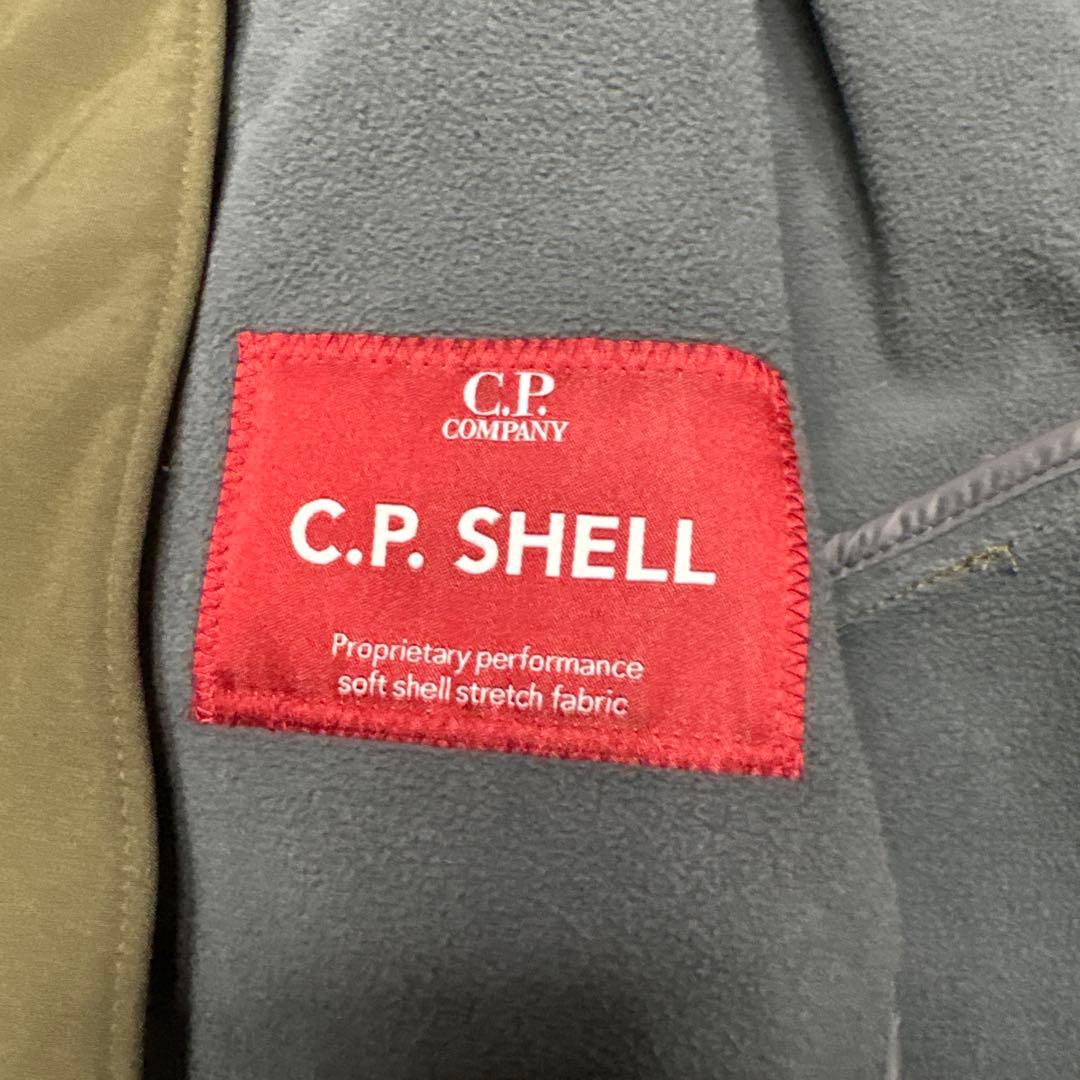 C.P.
COMPANY
C.P. SHELL
Proprietary performance
soft shell stretch fabric